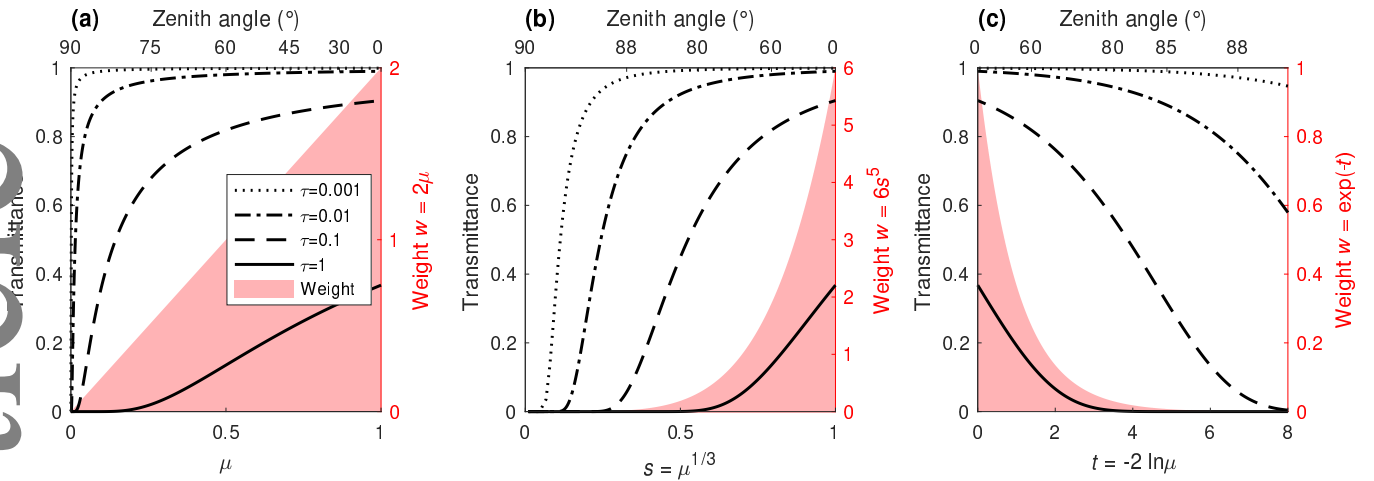 (a) Zenith angle (°)
90 75 60 45 30 0
1 0.8 0.6 0.4 0.2 0
Transmittance
τ=0.001
τ=0.01
τ=0.1
τ=1
Weight
2 1 0
Weight w = 2μ
0 0.5 1
μ
(b) Zenith angle (°)
90 88 80 60 0
1 0.8 0.6 0.4 0.2 0
Transmittance
6 5 4 3 2 1 0
Weight w = 6s^5
0 0.5 1
s = μ^1/3
(c) Zenith angle (°)
0 60 80 85 88
1 0.8 0.6 0.4 0.2 0
Transmittance
1 0.8 0.6 0.4 0.2 0
Weight w = exp(-t)
0 2 4 6 8
t = -2 lnμ